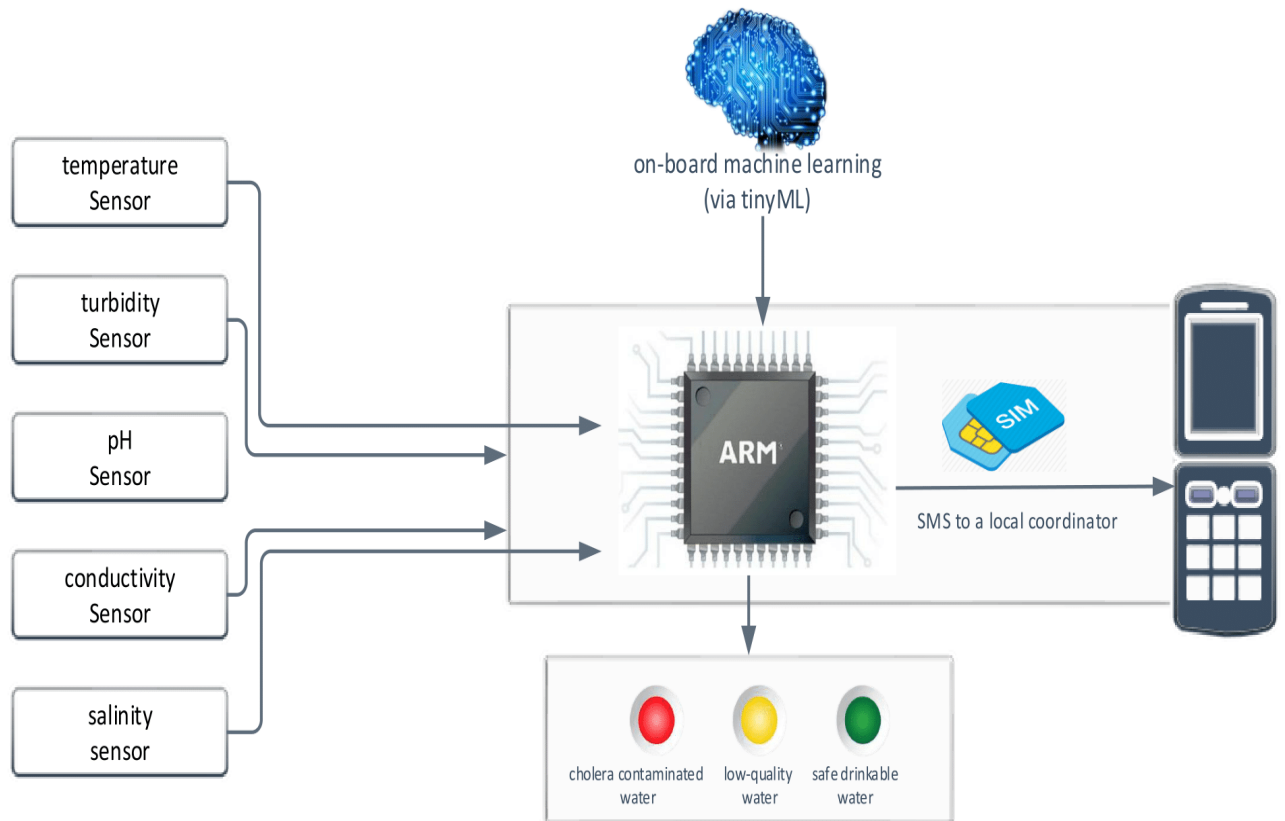 on-board machine learning
(via tinyML)
temperature
Sensor
turbidity
Sensor
pH
Sensor
conductivity
Sensor
salinity
sensor
ARM
SIM
SMS to a local coordinator
cholera contaminated
water
low-quality
water
safe drinkable
water